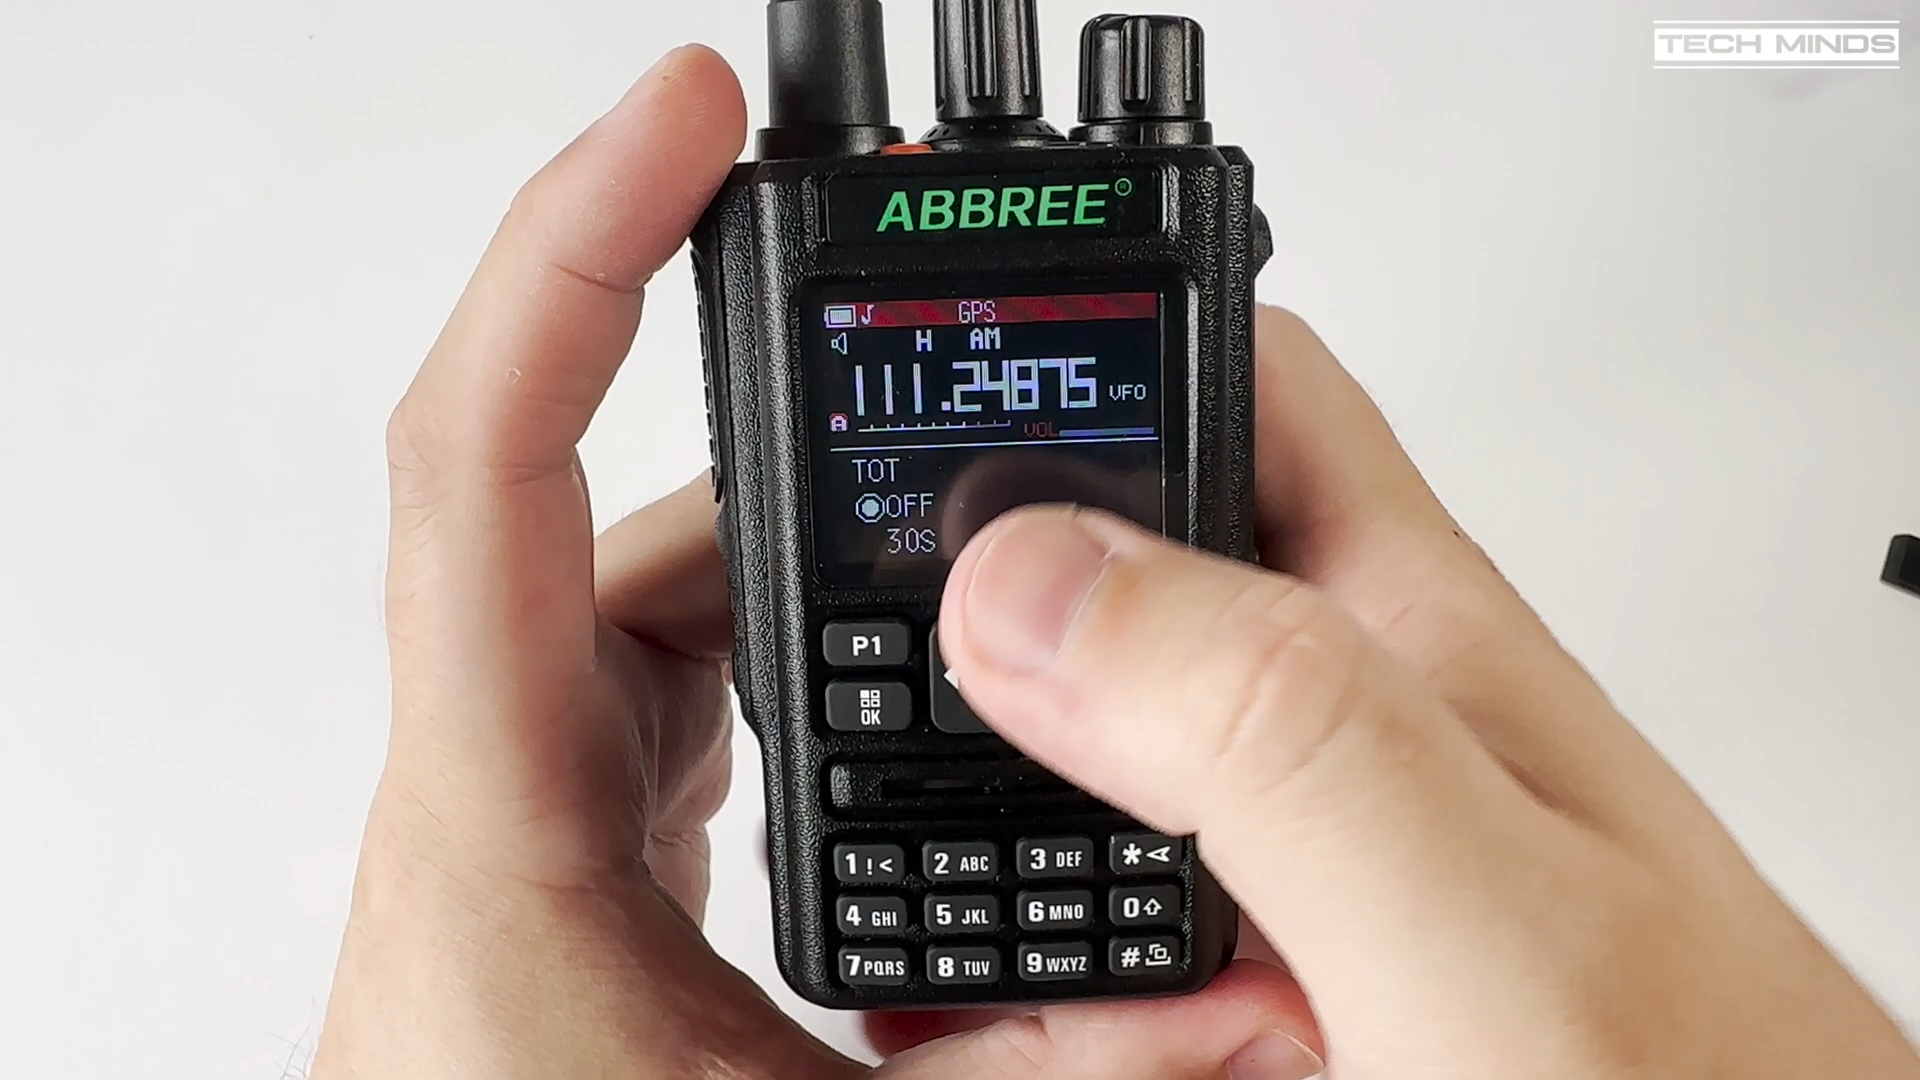 TECH MINDS
ABBREE®
GPS
H AM
111.24875 VFO
A
VOL
TOT
OFF
30S
P1
OK
1 ! < 2 ABC 3 DEF *
4 GHI 5 JKL 6 MNO 0
7 PQRS 8 TUV 9 WXYZ #